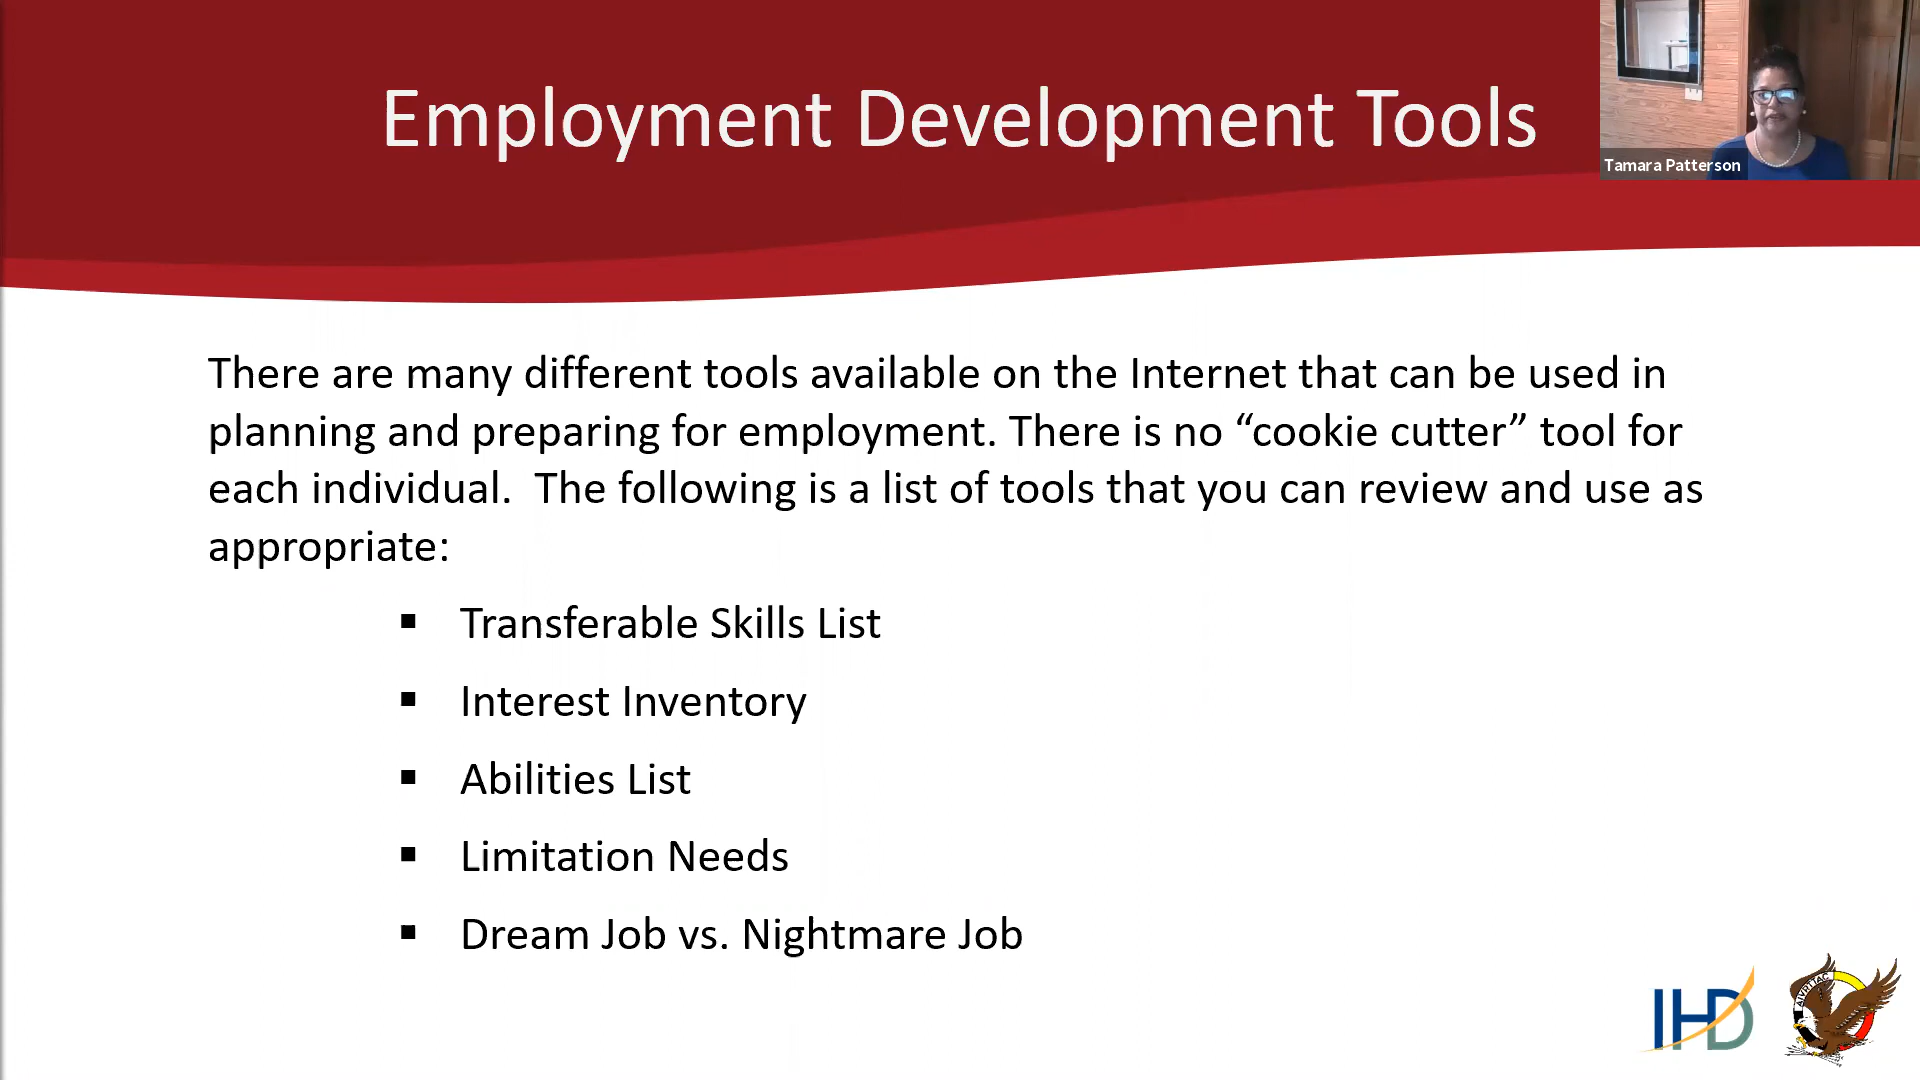 Employment Development Tools
Tamara Patterson
There are many different tools available on the Internet that can be used in
planning and preparing for employment. There is no “cookie cutter” tool for
each individual.  The following is a list of tools that you can review and use as
appropriate:
▪ Transferable Skills List
▪ Interest Inventory
▪ Abilities List
▪ Limitation Needs
▪ Dream Job vs. Nightmare Job
IHD
AIVRTTAC